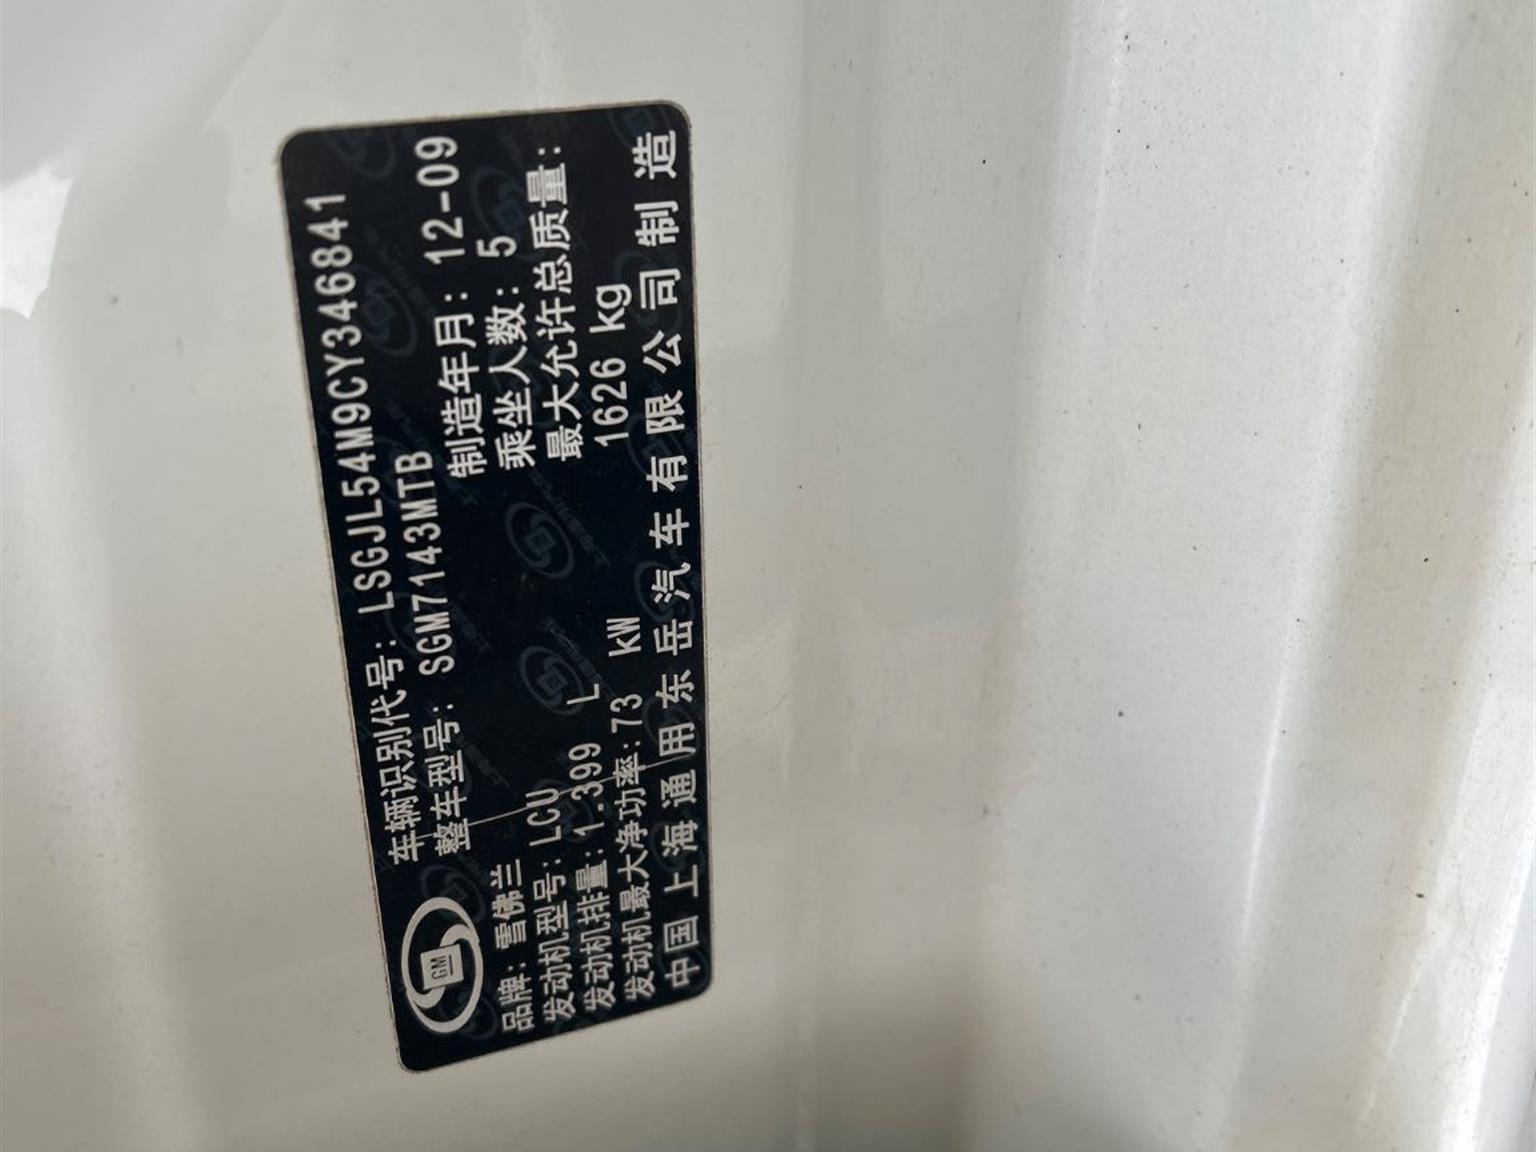 车辆识别代号: LSGJL54M9CY346841
整车型号: SGM7143MTB
GM
品牌: 雪佛兰
制造年月: 12-09
发动机型号: LCU
乘坐人数: 5
发动机排量: 1.399 L
最大允许总质量:
发动机最大净功率: 73 kW
1626 kg
中国上海通用东岳汽车有限公司制造